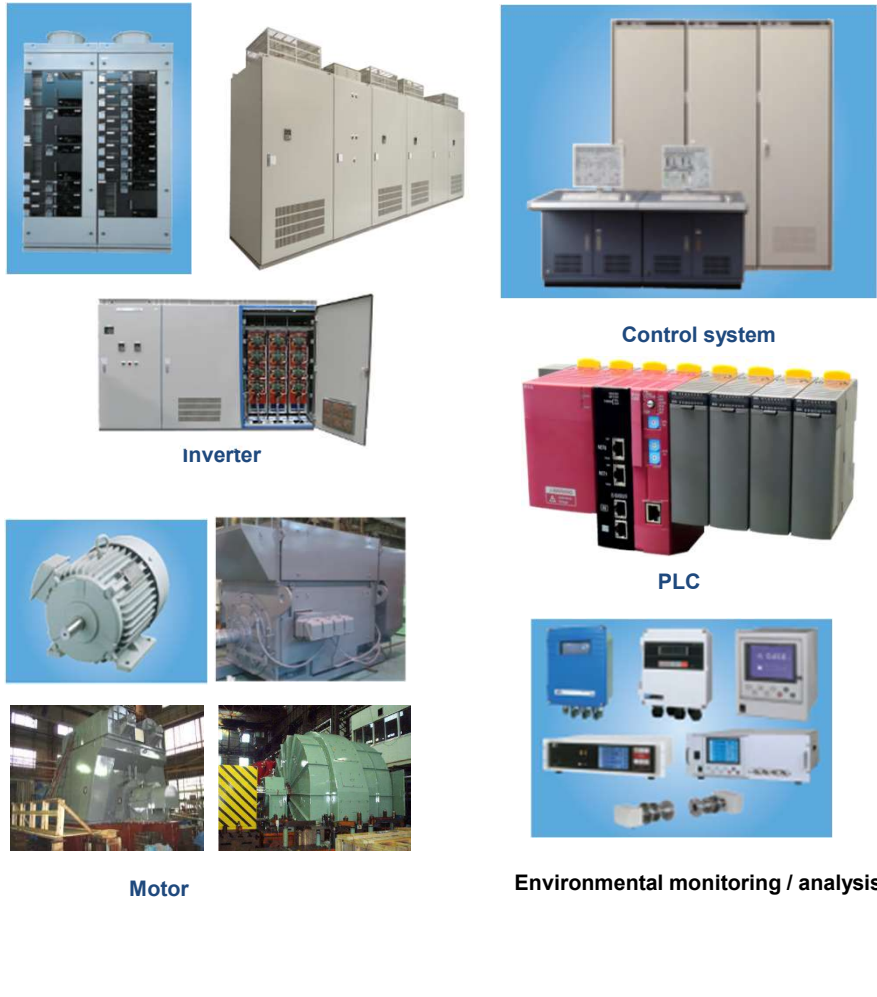 Control system
Inverter
PLC
Motor
Environmental monitoring / analysis